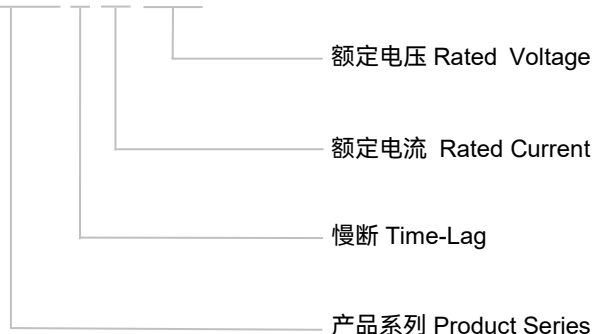 额定电压 Rated Voltage
额定电流 Rated Current
慢断 Time-Lag
产品系列 Product Series